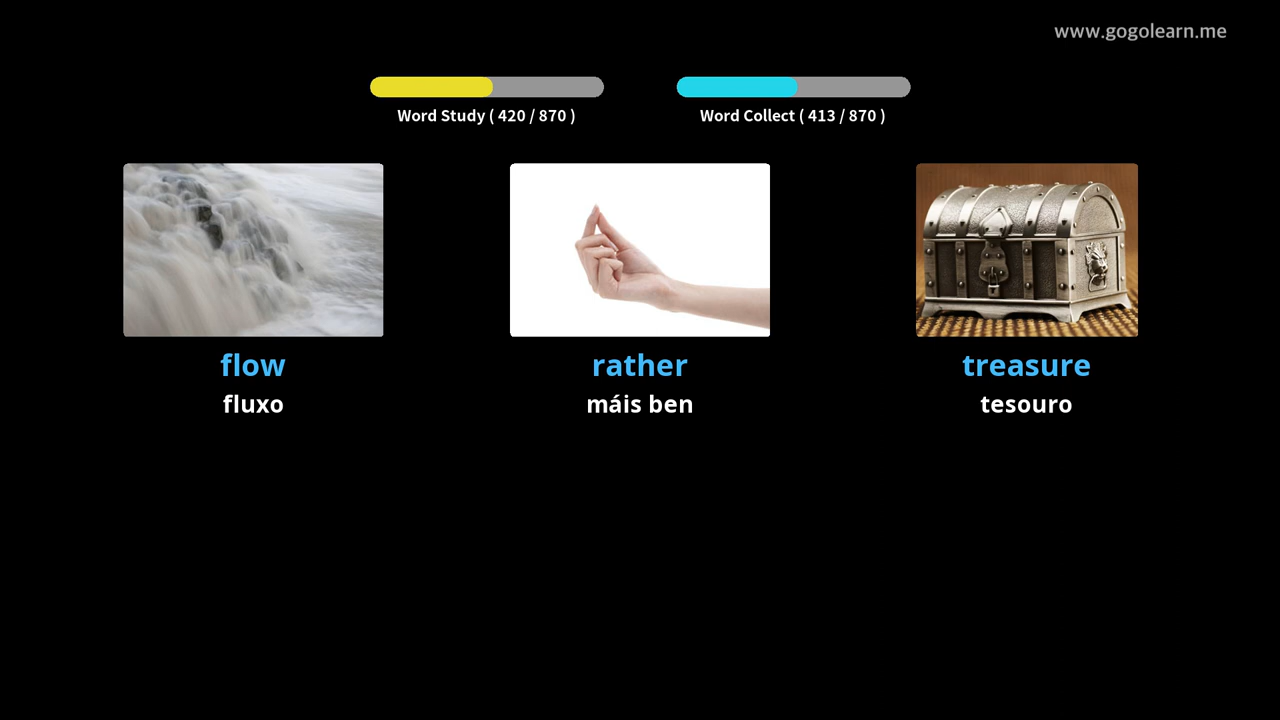 www.gogolearn.me
Word Study ( 420 / 870 )
Word Collect ( 413 / 870 )
flow
rather
treasure
fluxo
máis ben
tesouro